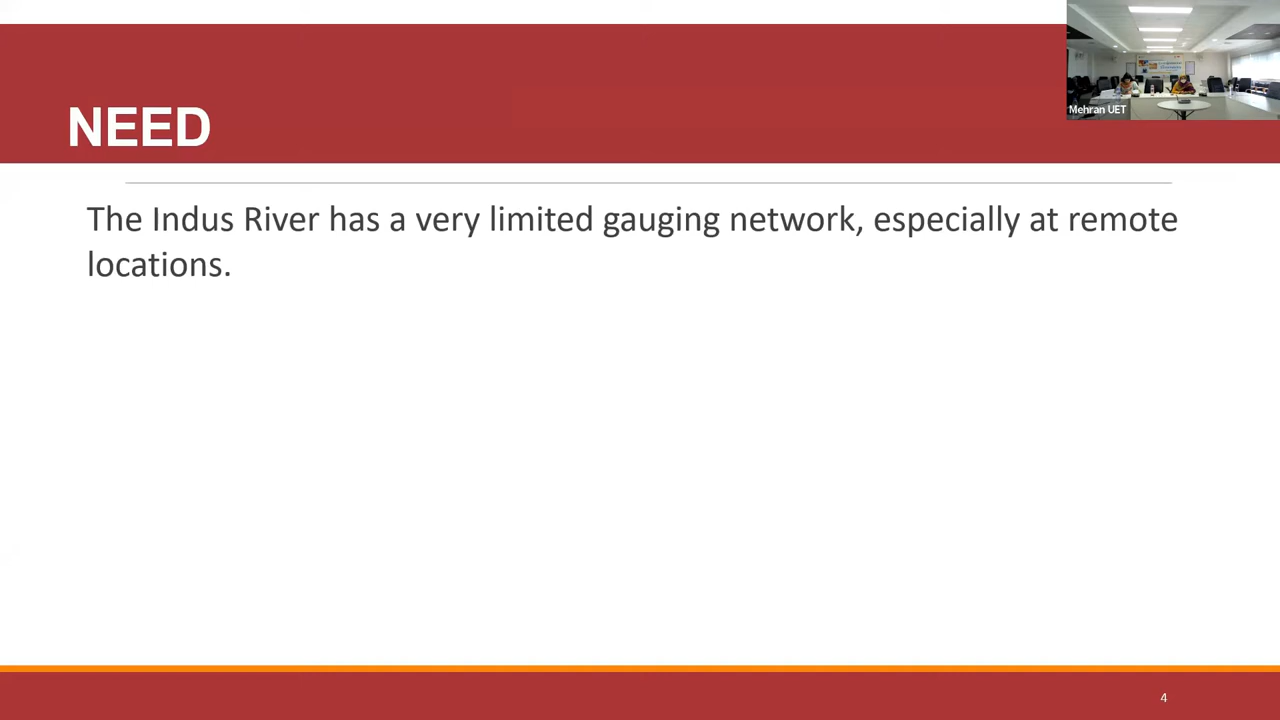 NEED
Mehran UET
The Indus River has a very limited gauging network, especially at remote
locations.
4